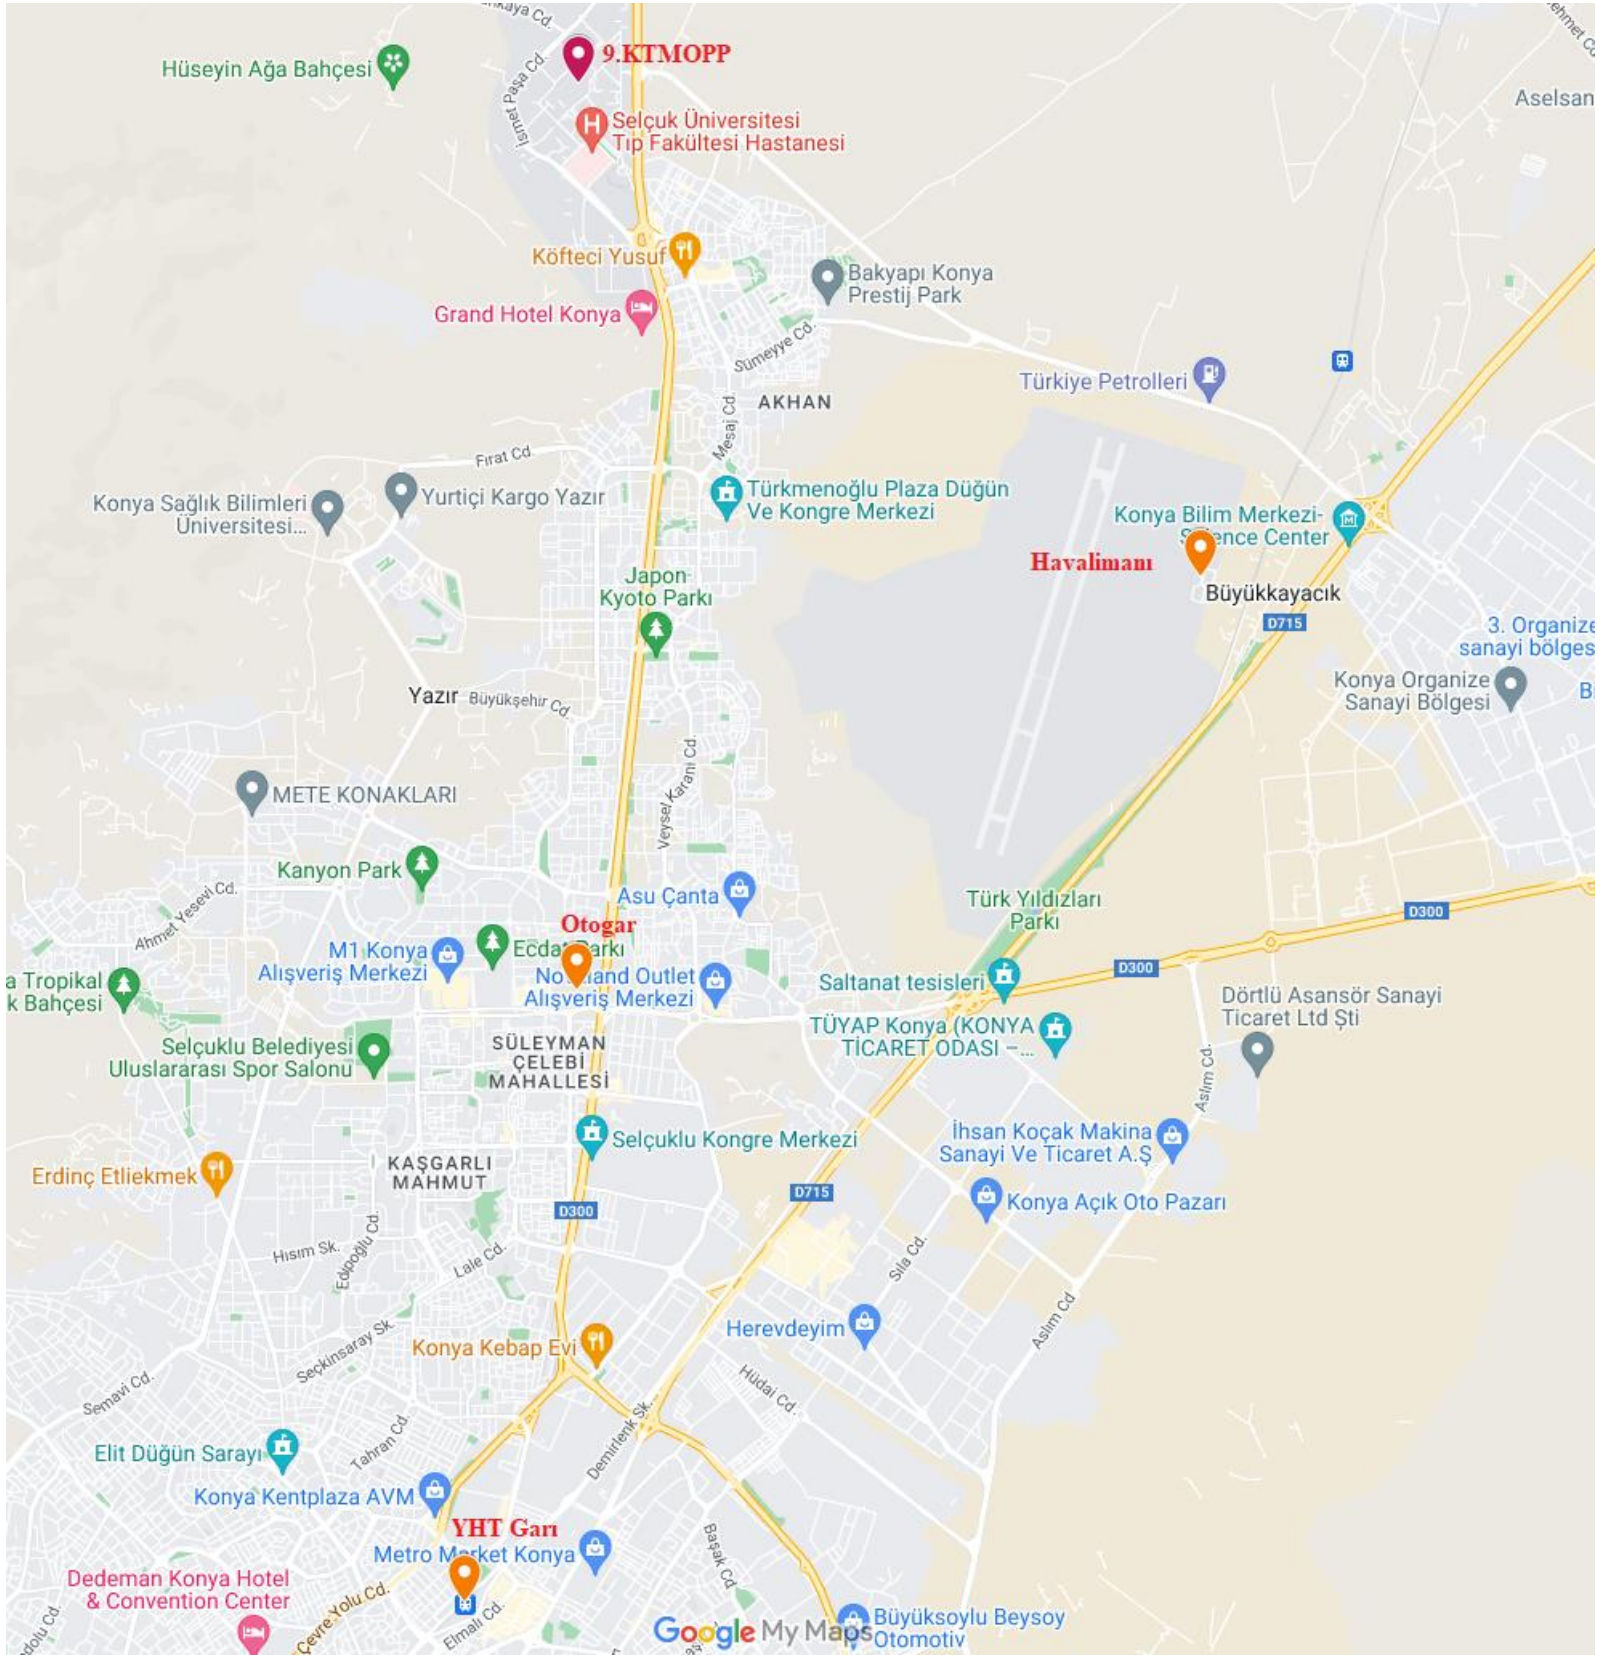 9.KTMOPP
Hüseyin Ağa Bahçesi
İsmet Paşa Cd.
Aselsan
Selçuk Üniversitesi
Tıp Fakültesi Hastanesi
Köfteci Yusuf
Bakyapı Konya
Prestij Park
Grand Hotel Konya
Sümeyye Cd.
Türkiye Petrolleri
AKHAN
Mesaj Cd.
Fırat Cd
Konya Sağlık Bilimleri
Üniversitesi...
Yurtiçi Kargo Yazır
Türkmenoğlu Plaza Düğün
Ve Kongre Merkezi
Konya Bilim Merkezi-
Science Center
Havalimanı
Japon-
Kyoto Parkı
Büyükkayacık
D715
3. Organize
sanayi bölges
Konya Organize
Sanayi Bölgesi
Yazır
Büyükşehir Cd.
Veysel Karani Cd.
METE KONAKLARI
Kanyon Park
Asu Çanta
Ahmet Yesevi Cd.
Türk Yıldızları
Parkı
D300
Otogar
Ecdat Parkı
M1 Konya
Alışveriş Merkezi
Outlet
Alışveriş Merkezi
a Tropikal
k Bahçesi
D300
Saltanat tesisleri
Dörtlü Asansör Sanayi
Ticaret Ltd Şti
TÜYAP Konya (KONYA
TİCARET ODASI –...
SÜLEYMAN
ÇELEBİ
MAHALLESİ
Selçuklu Belediyesi
Uluslararası Spor Salonu
Aslım Cd.
Selçuklu Kongre Merkezi
İhsan Koçak Makina
Sanayi Ve Ticaret A.Ş
KAŞGARLI
MAHMUT
Erdinç Etliekmek
D715
Konya Açık Oto Pazarı
D300
Hısım Sk.
Edipoğlu Cd.
Lale Cd.
Sıla Cd.
Aslım Cd
Herevdeyim
Seçkinsaray Sk.
Konya Kebap Evi
Semavi Cd.
Hüdai Cd.
Demirlenk Sk...
Tahran Cd.
Elit Düğün Sarayı
Konya Kentplaza AVM
YHT Garı
Metro Market Konya
Başak Cd
Dedeman Konya Hotel
& Convention Center
Çevre Yolu Cd.
Elmalı Cd.
Google My Maps
Büyüksoylu Beysoy
Otomotiv